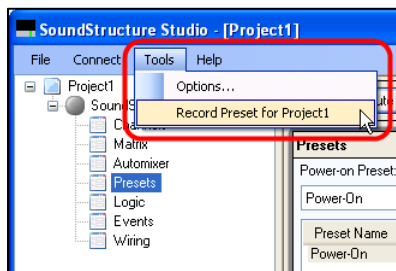 SoundStructure Studio - [Project1]
File Connect Tools Help
Options...
Record Preset for Project1
Project1
Channels
Matrix
Automixer
Presets
Logic
Events
Wiring
Presets
Power-on Preset:
Power-On
Preset Name
Power-On